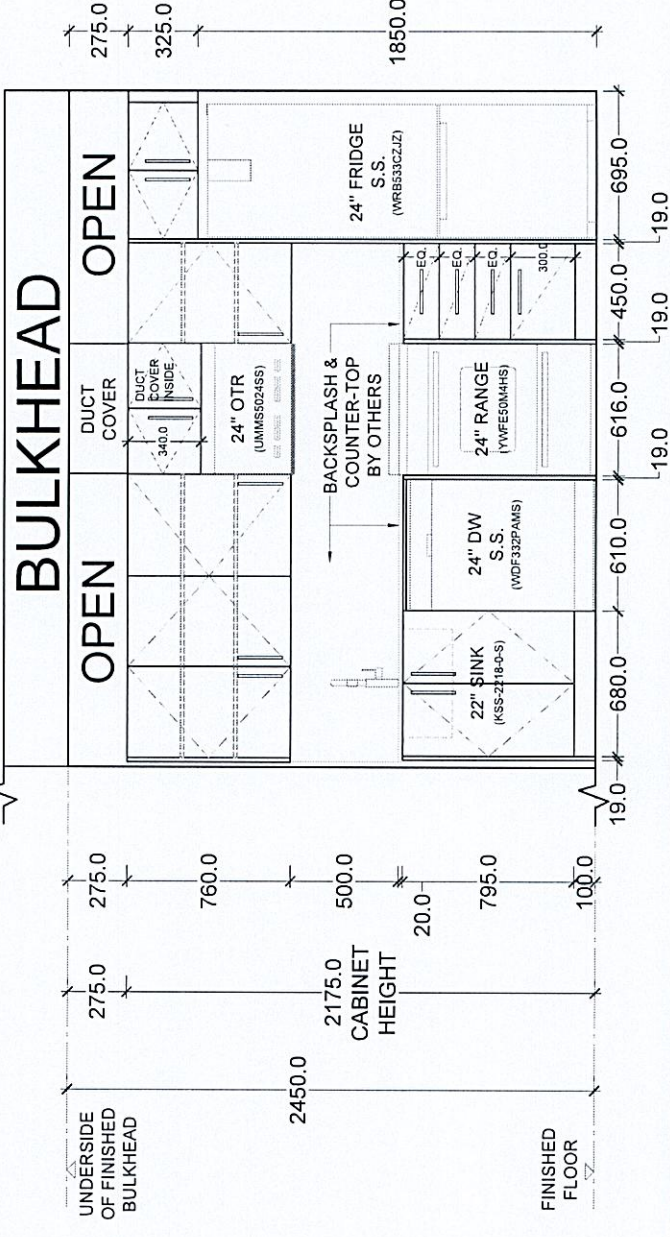 BULKHEAD
OPEN
DUCT
COVER
OPEN
DUCT
COVER
INSIDE
340.0
24" OTR
(UMMS5024SS)
24" FRIDGE
S.S.
(WRB533CZJZ)
BACKSPLASH &
COUNTER-TOP
BY OTHERS
22" SINK
(KSS-2218-0-S)
24" DW
S.S.
(WDF332PAMS)
24" RANGE
(YWFE50M4HS)
EQ.
EQ.
EQ.
300.0
UNDERSIDE
OF FINISHED
BULKHEAD
2450.0
FINISHED
FLOOR
275.0
2175.0
CABINET
HEIGHT
275.0
760.0
500.0
20.0
795.0
100.0
275.0
325.0
1850.0
19.0
680.0
610.0
19.0
616.0
19.0
450.0
19.0
695.0